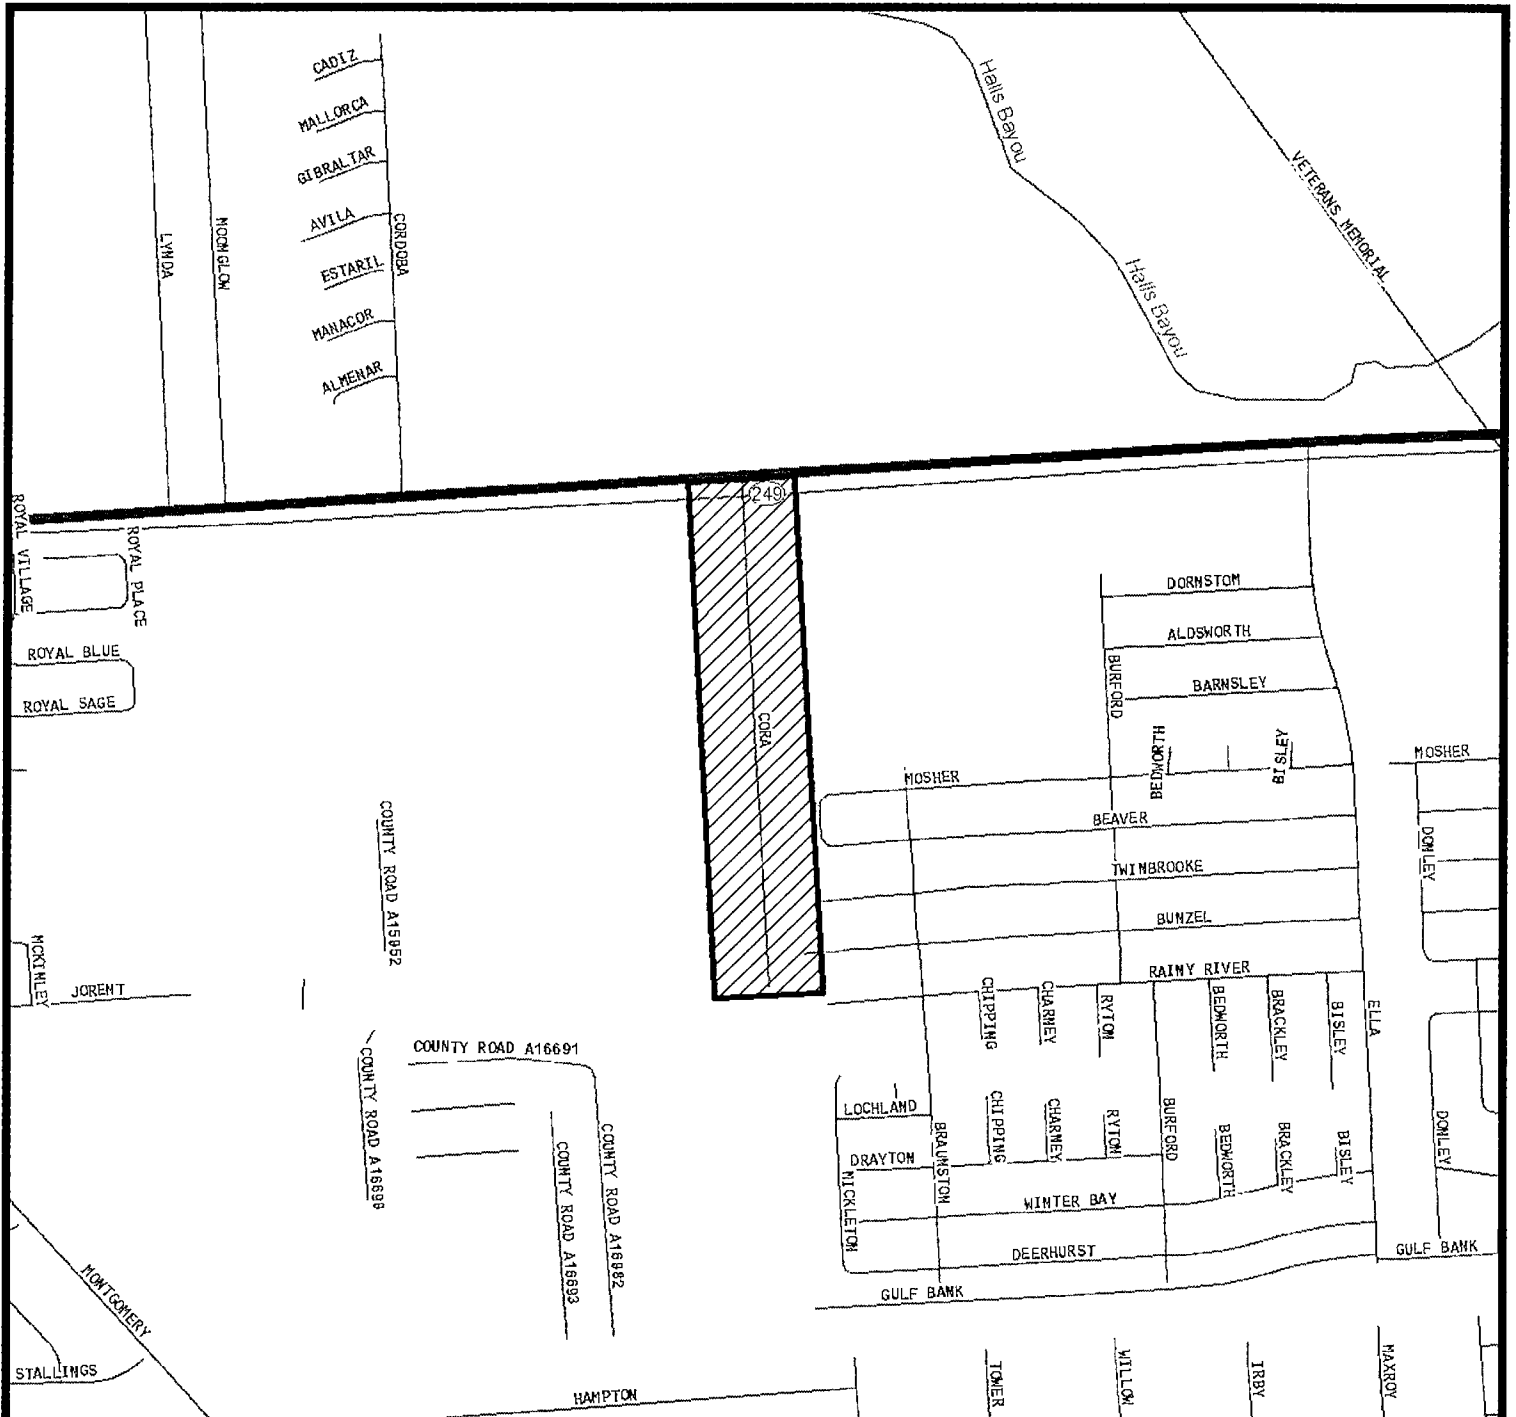 CADIZ
MALLORCA
GIBRALTAR
AVILA
ESTARIL
MANACOR
ALMENAR
LYNDA
MOONGLOW
CORDOBA
Halls Bayou
Halls Bayou
VETERANS MEMORIAL
249
ROYAL VILLAGE
ROYAL PLACE
ROYAL BLUE
ROYAL SAGE
CORA
DORNSTOM
ALDSWORTH
BURFORD
BARNSLEY
BEDWORTH
BISLEY
MOSHER
MOSHER
BEAVER
TWINBROOKE
DONLEY
BUNZEL
RAINY RIVER
COUNTY ROAD A15952
MCKINLEY
JORENT
CHIPPING
CHARNEY
RYTON
BEDWORTH
BRACKLEY
BISLEY
ELLA
COUNTY ROAD A16691
COUNTY ROAD A16698
LOCHLAND
CHIPPING
CHARNEY
RYTON
BURFORD
BEDWORTH
BRACKLEY
BISLEY
DONLEY
BRAUNSTON
DRAYTON
MICKLETON
COUNTY ROAD A16693
COUNTY ROAD A16982
WINTER BAY
DEERHURST
GULF BANK
GULF BANK
MONTGOMERY
STALLINGS
HAMPTON
TOWER
WILLOW
IRBY
MAXROY